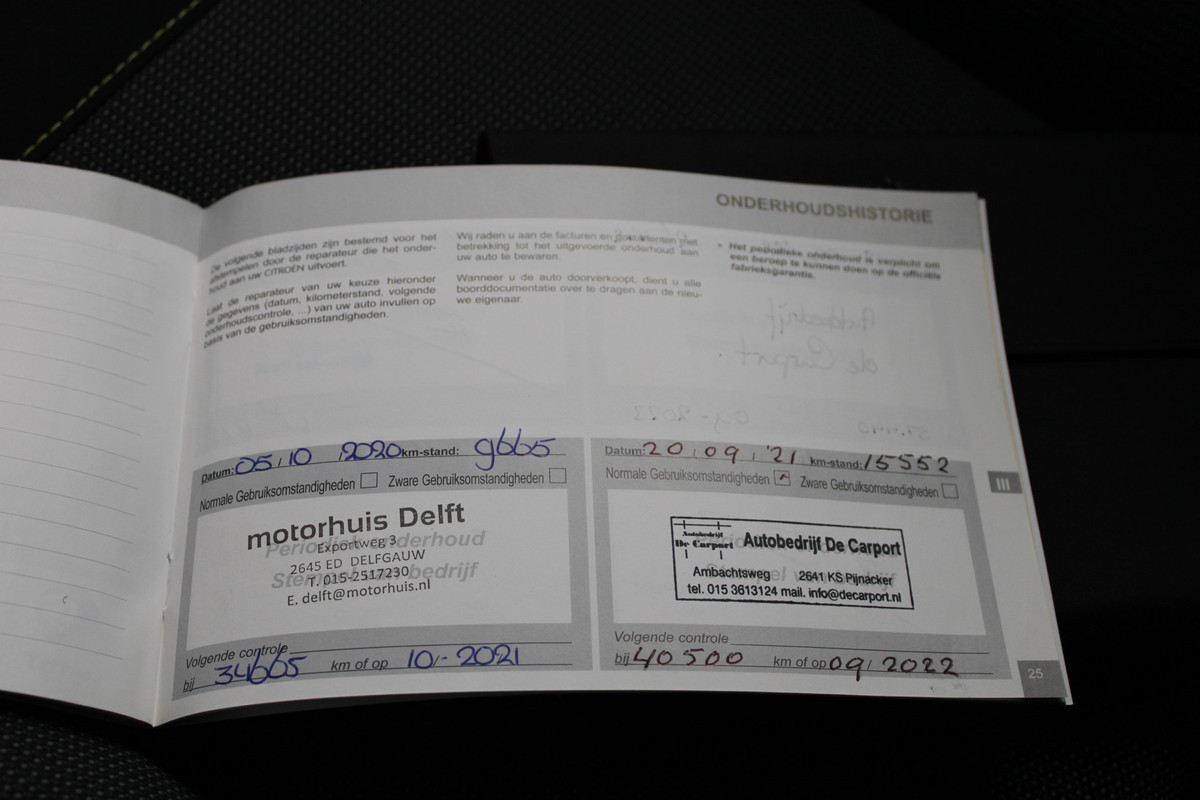 ONDERHOUDSHISTORIE
De volgende bladzijden zijn bestemd voor het
afstempelen door de reparateur die het onder-
houd aan uw CITROËN uitvoert.
Laat de reparateur van uw keuze hieronder
de gegevens (datum, kilometerstand, volgende
onderhoudscontrole, ...) van uw auto invullen op
basis van de gebruiksomstandigheden.
Wij raden u aan de facturen en documenten met
betrekking tot het uitgevoerde onderhoud aan
uw auto te bewaren.
Wanneer u de auto doorverkoopt, dient u alle
boorddocumentatie over te dragen aan de nieu-
we eigenaar.
* Het periodieke onderhoud is verplicht om
een beroep te kunnen doen op de officiële
fabrieksgarantie.
Datum: 05/10 2020 km-stand: 9665
Normale Gebruiksomstandigheden Zware Gebruiksomstandigheden
Periodiek onderhoud
Stempel van bedrijf
motorhuis Delft
Exportweg 3
2645 ED DELFGAUW
T. 015-2517230
E. delft@motorhuis.nl
Volgende controle
bij 34665 km of op 10/- 2021
Datum: 20/09/'21 km-stand: 15552
Normale Gebruiksomstandigheden Zware Gebruiksomstandigheden
Autobedrijf
De Carport
Autobedrijf De Carport
Ambachtsweg 2641 KS Pijnacker
tel. 015 3613124 mail. info@decarport.nl
Volgende controle
bij 40500 km of op 09/2022
III
25